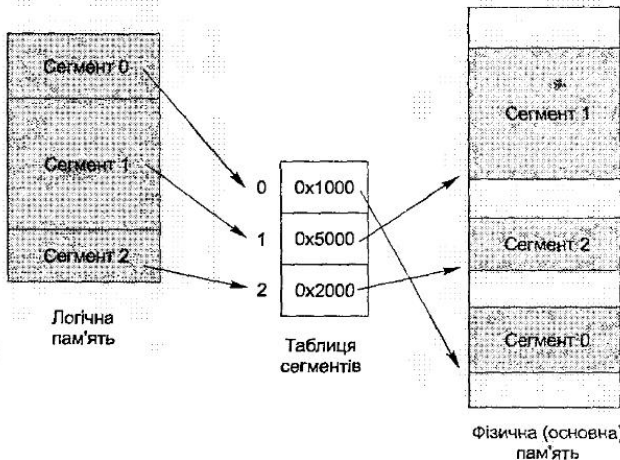 Сегмент 0
Сегмент 1
Сегмент 2
Логічна
пам'ять
0 0x1000
1 0x5000
2 0x2000
Таблиця
сегментів
Сегмент 1
Сегмент 2
Сегмент 0
Фізична (основна)
пам'ять